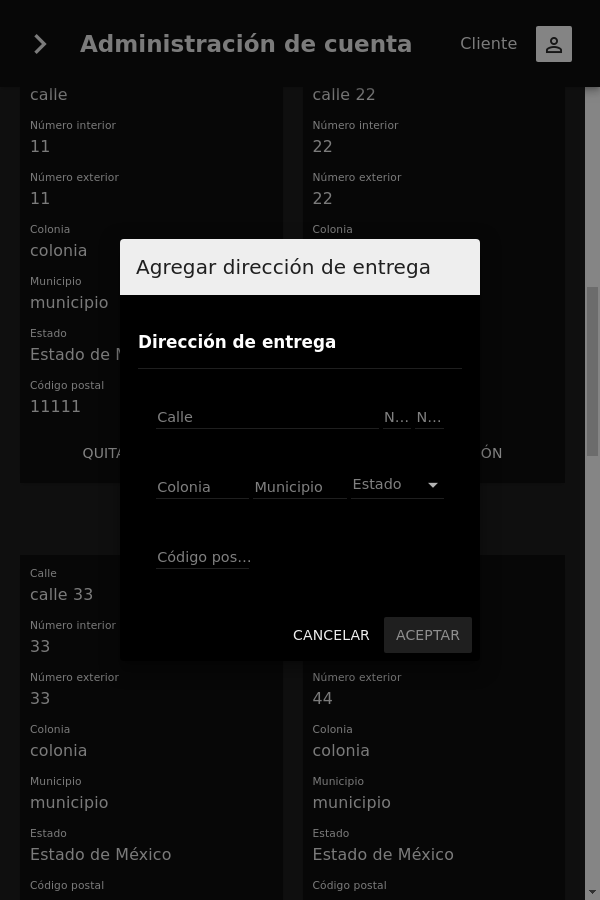 Administración de cuenta
Cliente
calle
Número interior
11
Número exterior
11
Colonia
colonia
Municipio
municipio
Estado
Estado de M
Código postal
11111
QUITA
calle 22
Número interior
22
Número exterior
22
Colonia
ÓN
Agregar dirección de entrega
Dirección de entrega
Calle
N...
N...
Colonia
Municipio
Estado
Código pos...
CANCELAR
ACEPTAR
Calle
calle 33
Número interior
33
Número exterior
33
Colonia
colonia
Municipio
municipio
Estado
Estado de México
Código postal
Número exterior
44
Colonia
colonia
Municipio
municipio
Estado
Estado de México
Código postal